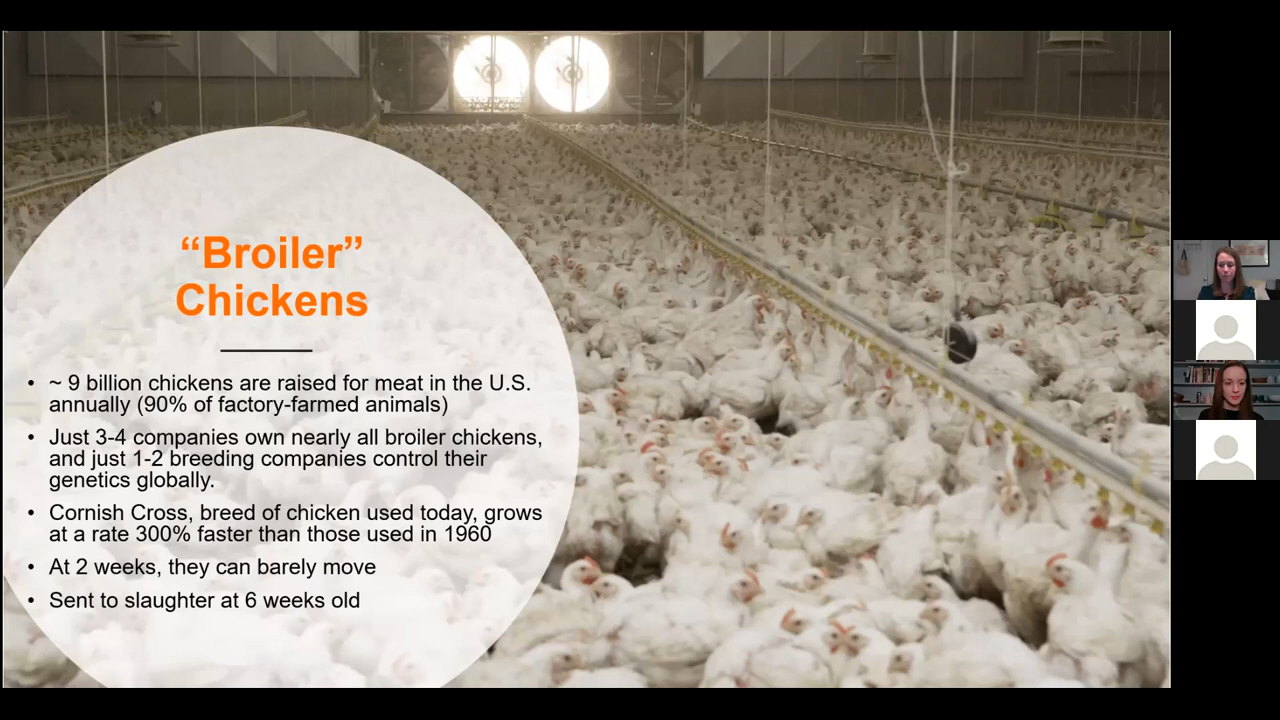 “Broiler”
Chickens
• ~ 9 billion chickens are raised for meat in the U.S.
annually (90% of factory-farmed animals)
• Just 3-4 companies own nearly all broiler chickens,
and just 1-2 breeding companies control their
genetics globally.
• Cornish Cross, breed of chicken used today, grows
at a rate 300% faster than those used in 1960
• At 2 weeks, they can barely move
• Sent to slaughter at 6 weeks old